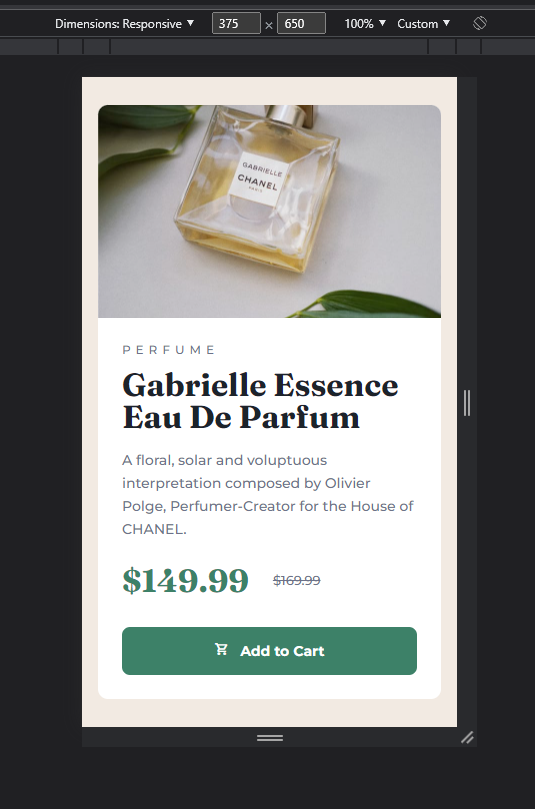 Dimensions: Responsive ▼ 375 × 650 100% ▼ Custom ▼
GABRIELLE
CHANEL
PARIS
PERFUME
Gabrielle Essence
Eau De Parfum
A floral, solar and voluptuous
interpretation composed by Olivier
Polge, Perfumer-Creator for the House of
CHANEL.
$149.99 $169.99
Add to Cart